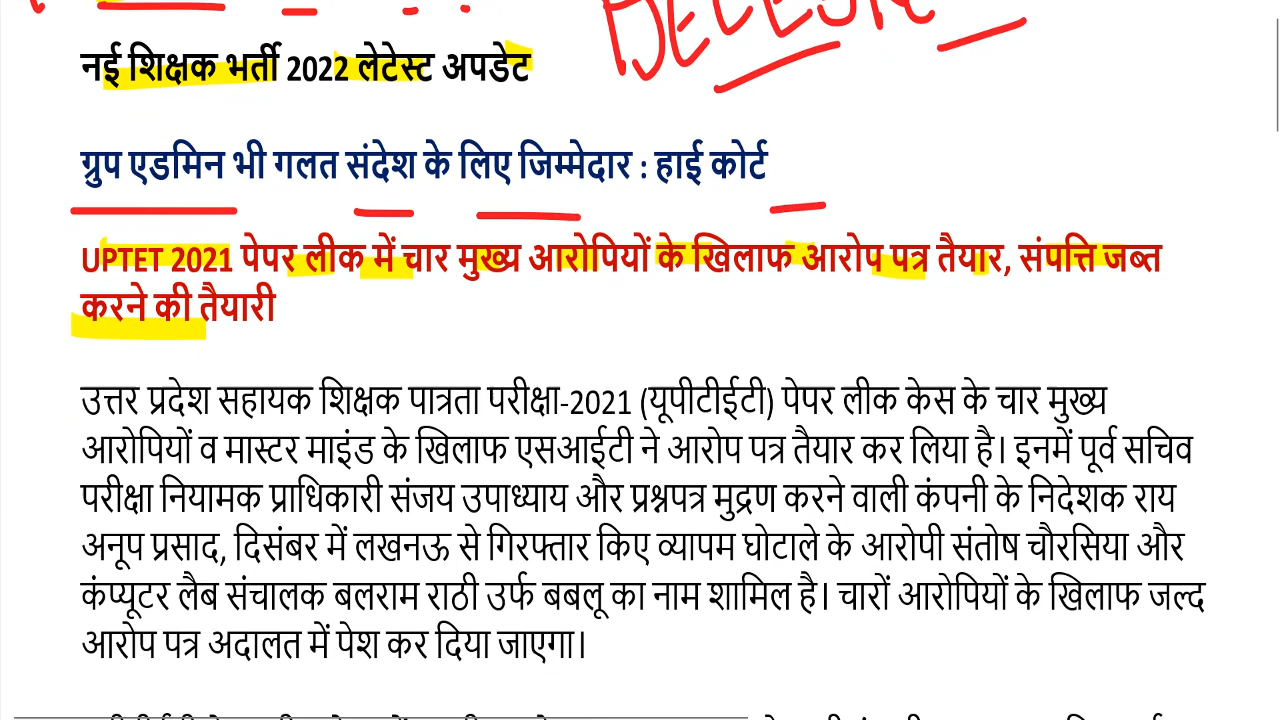 नई शिक्षक भर्ती 2022 लेटेस्ट अपडेट
ग्रुप एडमिन भी गलत संदेश के लिए जिम्मेदार : हाई कोर्ट
UPTET 2021 पेपर लीक में चार मुख्य आरोपियों के खिलाफ आरोप पत्र तैयार, संपत्ति जब्त
करने की तैयारी
उत्तर प्रदेश सहायक शिक्षक पात्रता परीक्षा-2021 (यूपीटीईटी) पेपर लीक केस के चार मुख्य
आरोपियों व मास्टर माइंड के खिलाफ एसआईटी ने आरोप पत्र तैयार कर लिया है। इनमें पूर्व सचिव
परीक्षा नियामक प्राधिकारी संजय उपाध्याय और प्रश्नपत्र मुद्रण करने वाली कंपनी के निदेशक राय
अनूप प्रसाद, दिसंबर में लखनऊ से गिरफ्तार किए व्यापम घोटाले के आरोपी संतोष चौरसिया और
कंप्यूटर लैब संचालक बलराम राठी उर्फ बबलू का नाम शामिल है। चारों आरोपियों के खिलाफ जल्द
आरोप पत्र अदालत में पेश कर दिया जाएगा।